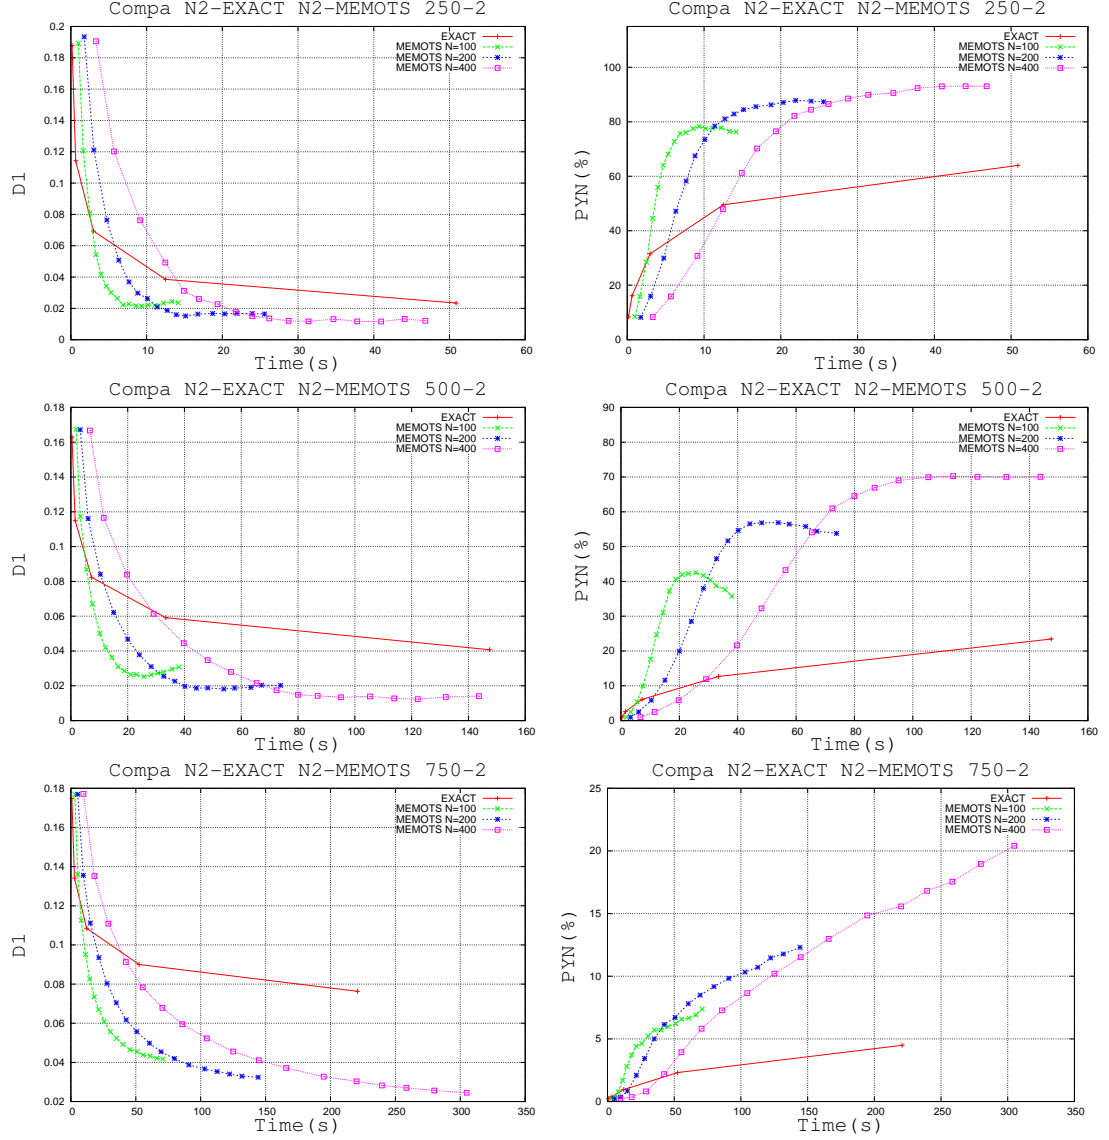 Compa N2-EXACT N2-MEMOTS 250-2
D1
0.2
0.18
0.16
0.14
0.12
0.1
0.08
0.06
0.04
0.02
0
EXACT
MEMOTS N=100
MEMOTS N=200
MEMOTS N=400
0 10 20 30 40 50 60
Time(s)
Compa N2-EXACT N2-MEMOTS 250-2
PYN(%)
100
80
60
40
20
0
EXACT
MEMOTS N=100
MEMOTS N=200
MEMOTS N=400
0 10 20 30 40 50 60
Time(s)
Compa N2-EXACT N2-MEMOTS 500-2
D1
0.18
0.16
0.14
0.12
0.1
0.08
0.06
0.04
0.02
0
EXACT
MEMOTS N=100
MEMOTS N=200
MEMOTS N=400
0 20 40 60 80 100 120 140 160
Time(s)
Compa N2-EXACT N2-MEMOTS 500-2
PYN(%)
90
80
70
60
50
40
30
20
10
0
EXACT
MEMOTS N=100
MEMOTS N=200
MEMOTS N=400
0 20 40 60 80 100 120 140 160
Time(s)
Compa N2-EXACT N2-MEMOTS 750-2
D1
0.18
0.16
0.14
0.12
0.1
0.08
0.06
0.04
0.02
EXACT
MEMOTS N=100
MEMOTS N=200
MEMOTS N=400
0 50 100 150 200 250 300 350
Time(s)
Compa N2-EXACT N2-MEMOTS 750-2
PYN(%)
25
20
15
10
5
0
EXACT
MEMOTS N=100
MEMOTS N=200
MEMOTS N=400
0 50 100 150 200 250 300 350
Time(s)